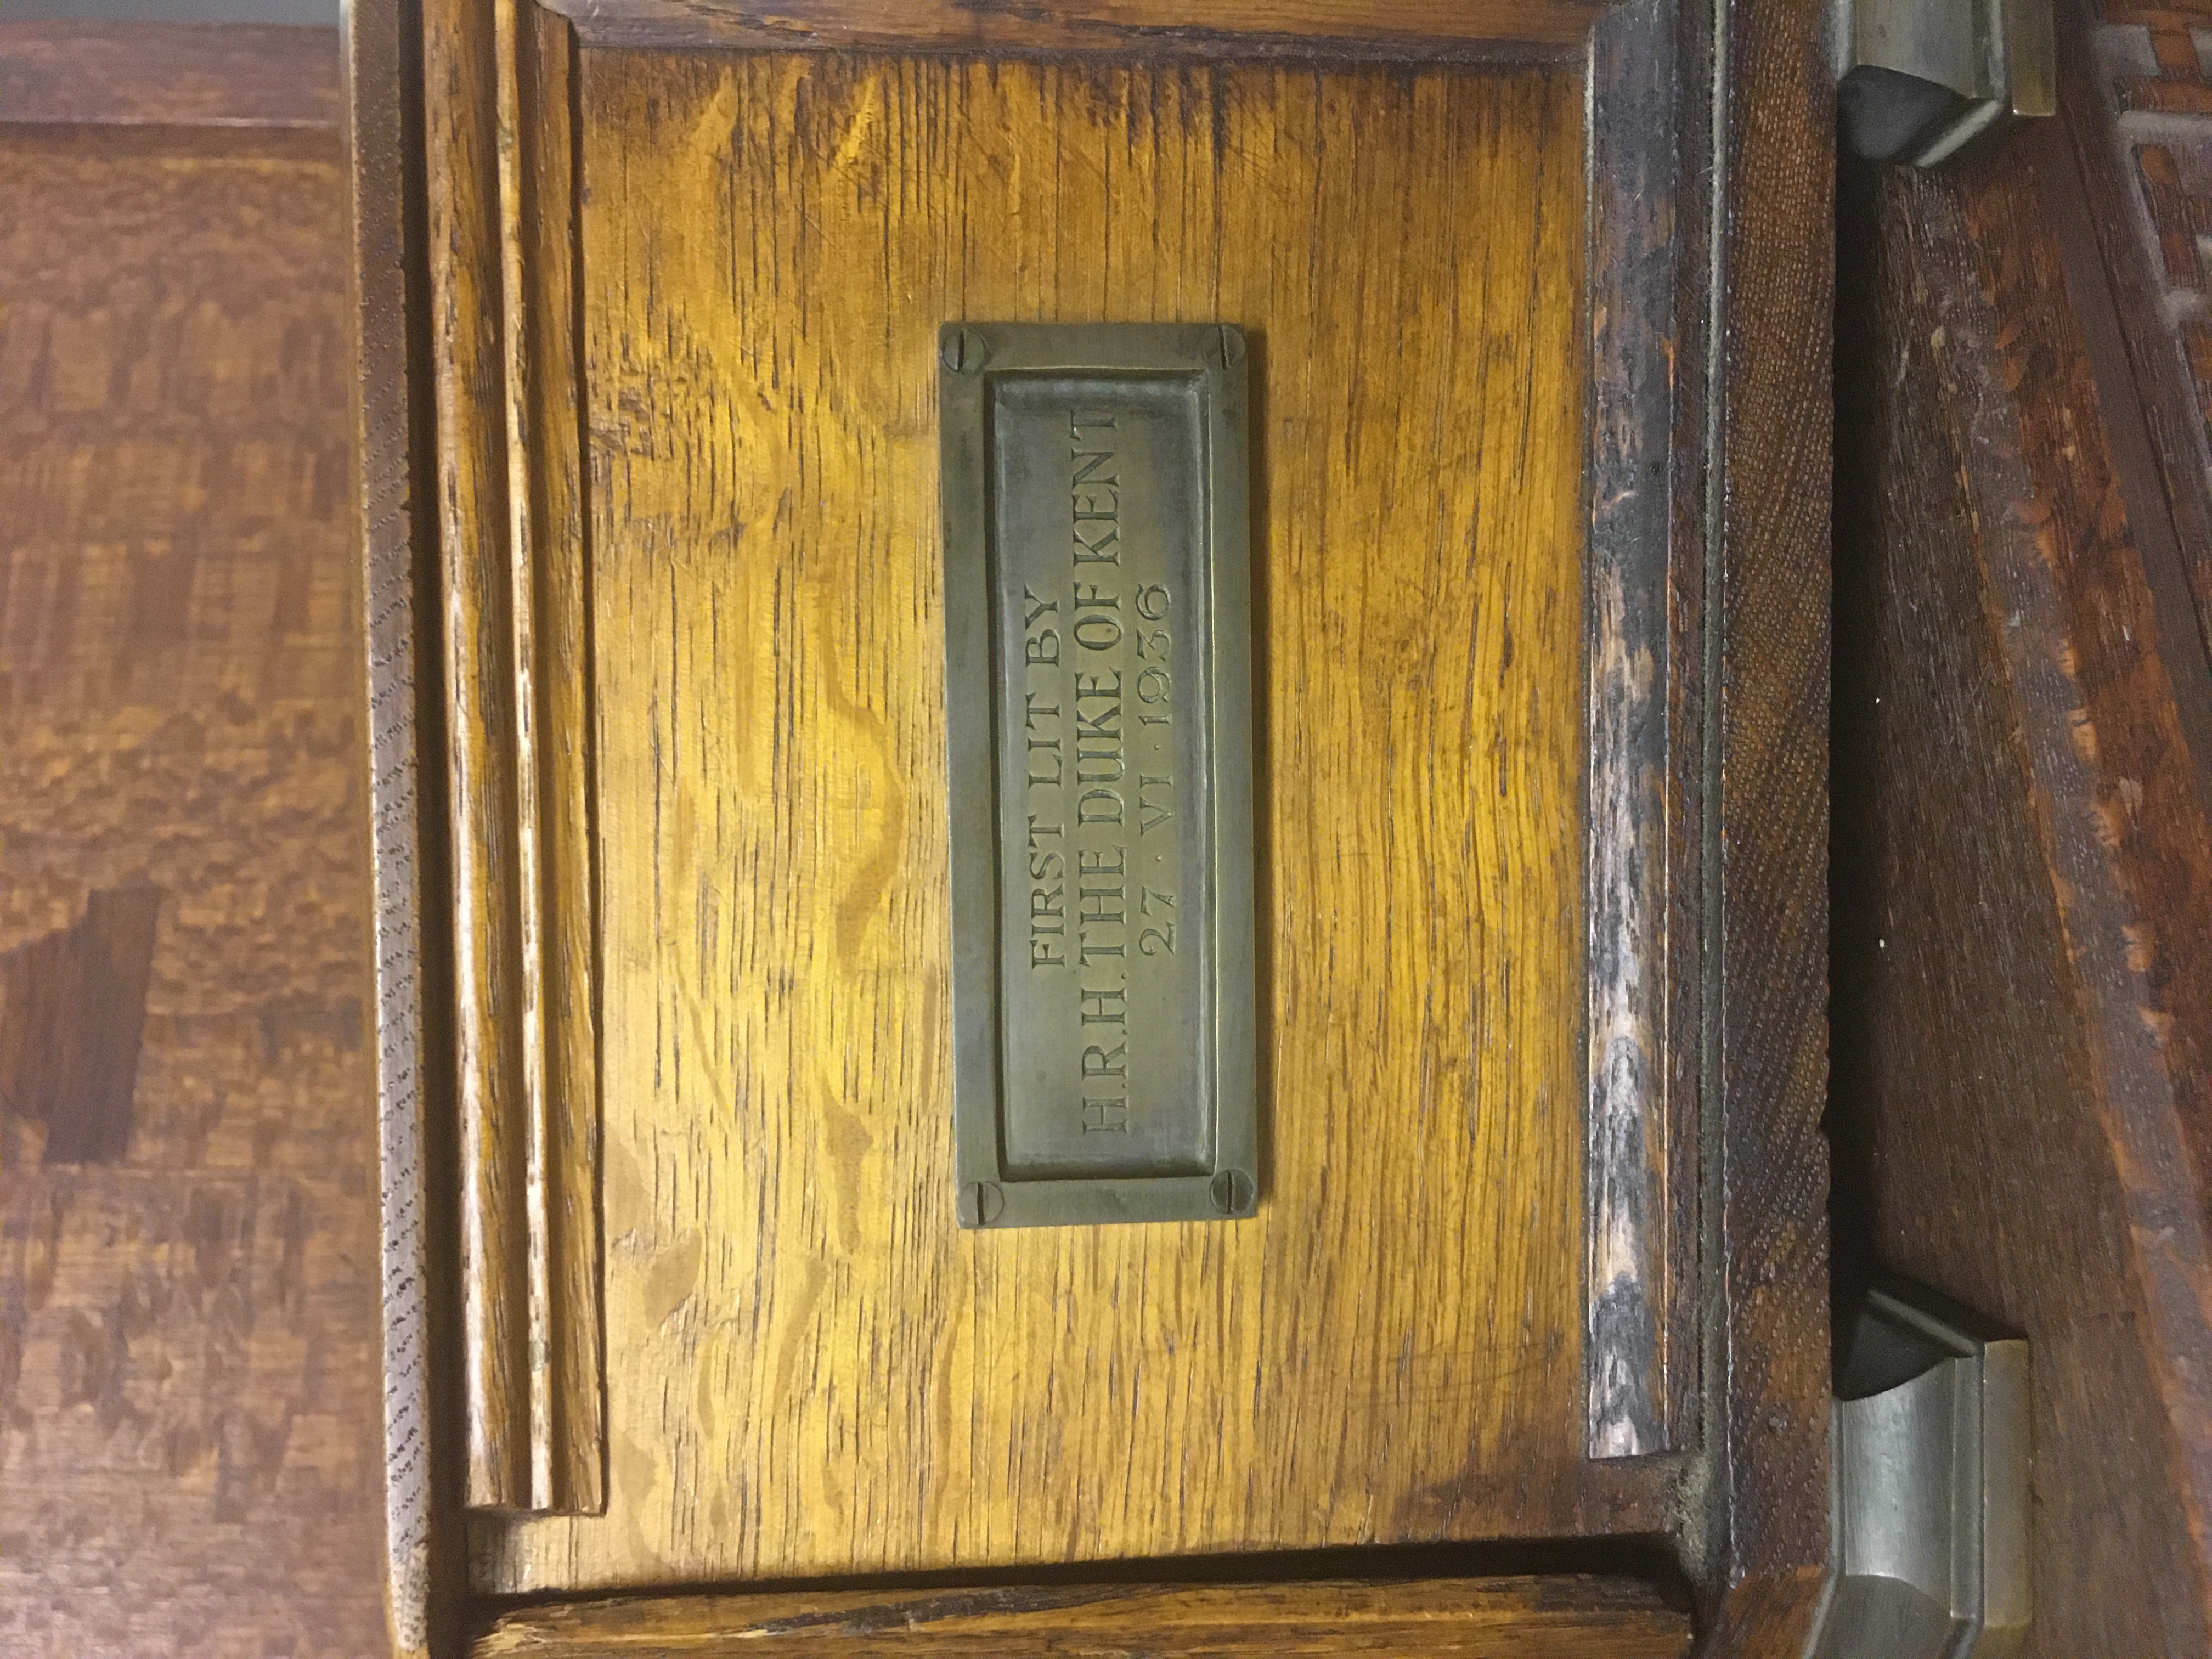 FIRST LIT BY
H.R.H. THE DUKE OF KENT
27 · VI · 1936